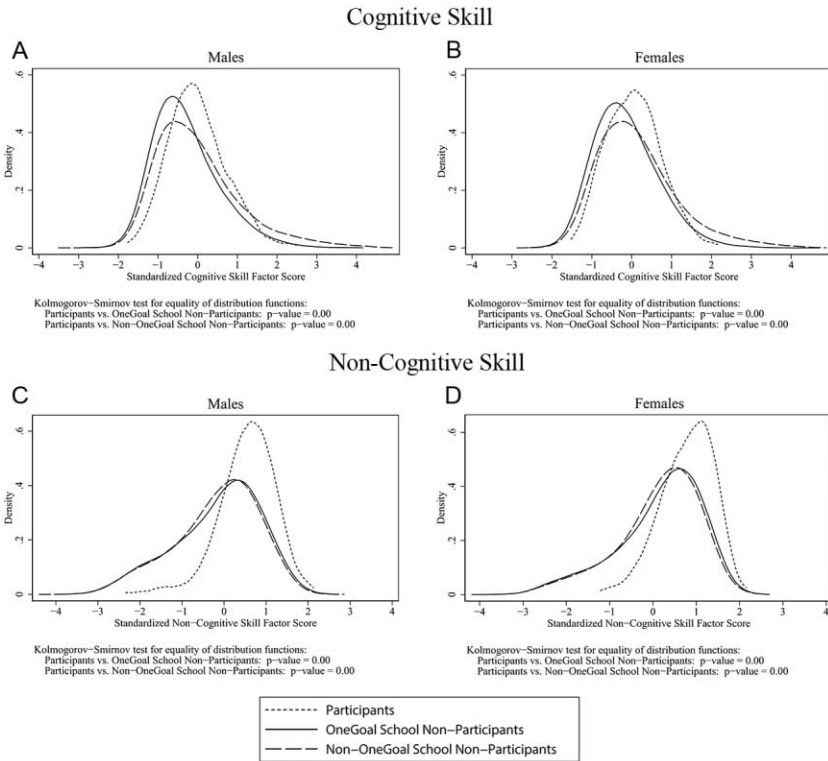 Cognitive Skill
A
Males
Density
.6
.4
.2
0
−4 −3 −2 −1 0 1 2 3 4
Standardized Cognitive Skill Factor Score
Kolmogorov−Smirnov test for equality of distribution functions:
Participants vs. OneGoal School Non−Participants: p−value = 0.00
Participants vs. Non−OneGoal School Non−Participants: p−value = 0.00
B
Females
Density
.6
.4
.2
0
−4 −3 −2 −1 0 1 2 3 4
Standardized Cognitive Skill Factor Score
Kolmogorov−Smirnov test for equality of distribution functions:
Participants vs. OneGoal School Non−Participants: p−value = 0.00
Participants vs. Non−OneGoal School Non−Participants: p−value = 0.00
Non-Cognitive Skill
C
Males
Density
.6
.4
.2
0
−4 −3 −2 −1 0 1 2 3 4
Standardized Non−Cognitive Skill Factor Score
Kolmogorov−Smirnov test for equality of distribution functions:
Participants vs. OneGoal School Non−Participants: p−value = 0.00
Participants vs. Non−OneGoal School Non−Participants: p−value = 0.00
D
Females
Density
.6
.4
.2
0
−4 −3 −2 −1 0 1 2 3 4
Standardized Non−Cognitive Skill Factor Score
Kolmogorov−Smirnov test for equality of distribution functions:
Participants vs. OneGoal School Non−Participants: p−value = 0.00
Participants vs. Non−OneGoal School Non−Participants: p−value = 0.00
Participants
OneGoal School Non−Participants
Non−OneGoal School Non−Participants